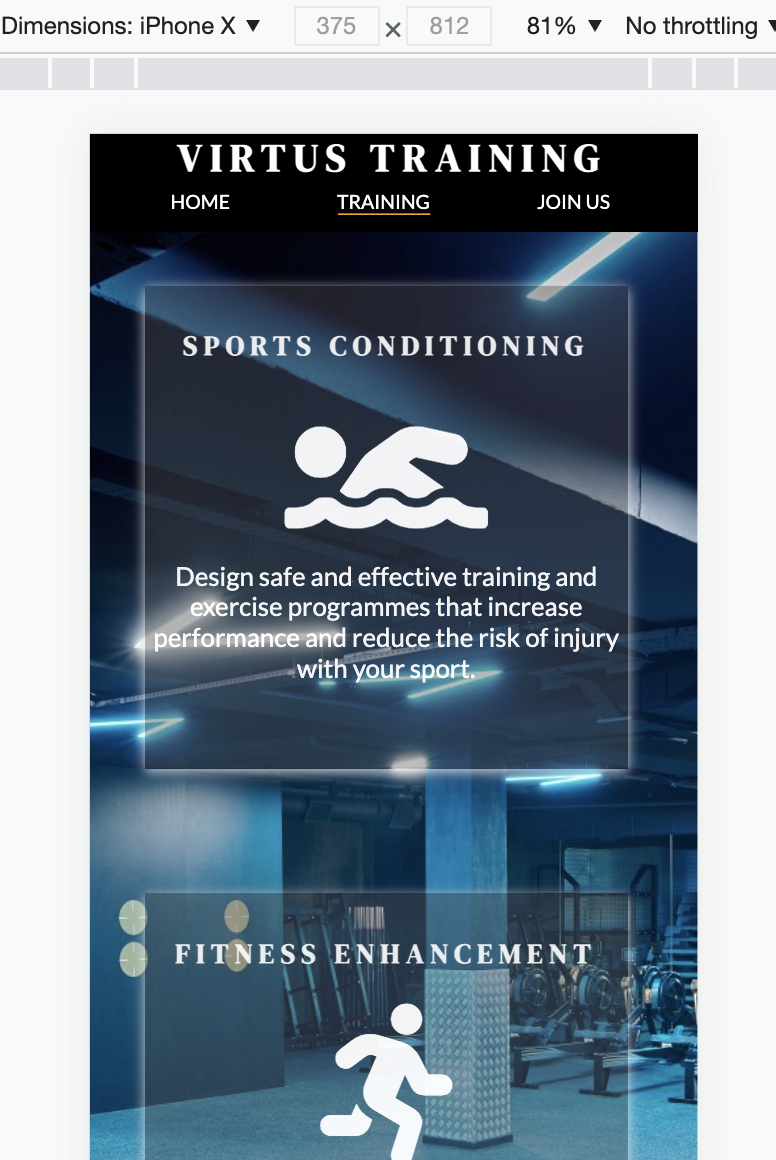 Dimensions: iPhone X ▼ 375 × 812 81% ▼ No throttling ▼
VIRTUS TRAINING
HOME TRAINING JOIN US
SPORTS CONDITIONING
Design safe and effective training and
exercise programmes that increase
performance and reduce the risk of injury
with your sport.
FITNESS ENHANCEMENT